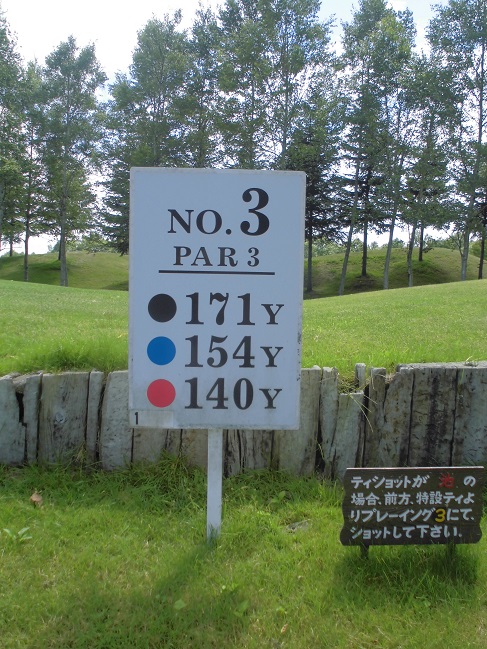 NO. 3
PAR 3
171Y
154Y
140Y
1
ティショットが 池 の
場合、前方、特設ティよ
りプレーイング3にて、
ショットして下さい。